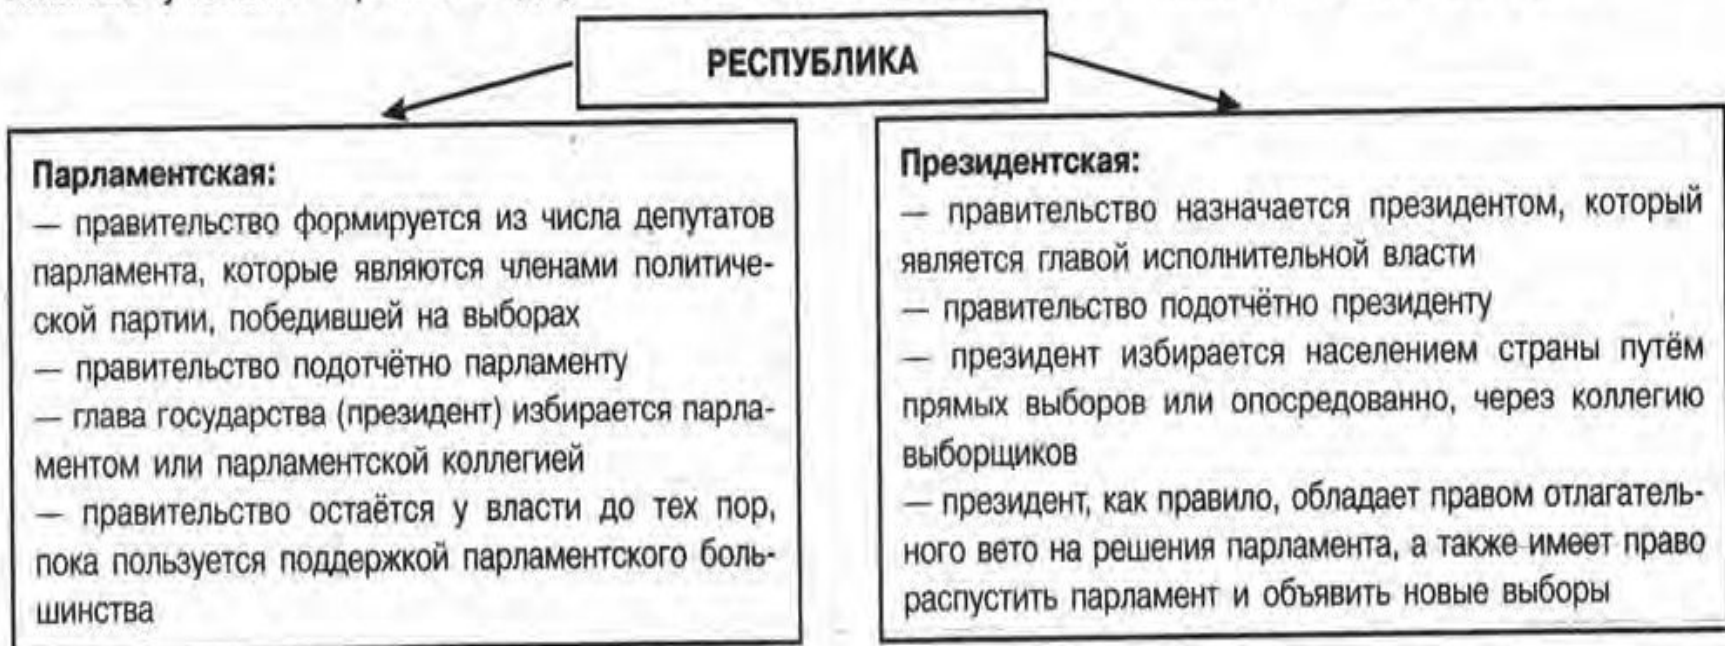 РЕСПУБЛИКА
Парламентская:
— правительство формируется из числа депутатов
парламента, которые являются членами политиче-
ской партии, победившей на выборах
— правительство подотчётно парламенту
— глава государства (президент) избирается парла-
ментом или парламентской коллегией
— правительство остаётся у власти до тех пор,
пока пользуется поддержкой парламентского боль-
шинства
Президентская:
— правительство назначается президентом, который
является главой исполнительной власти
— правительство подотчётно президенту
— президент избирается населением страны путём
прямых выборов или опосредованно, через коллегию
выборщиков
— президент, как правило, обладает правом отлагатель-
ного вето на решения парламента, а также имеет право
распустить парламент и объявить новые выборы